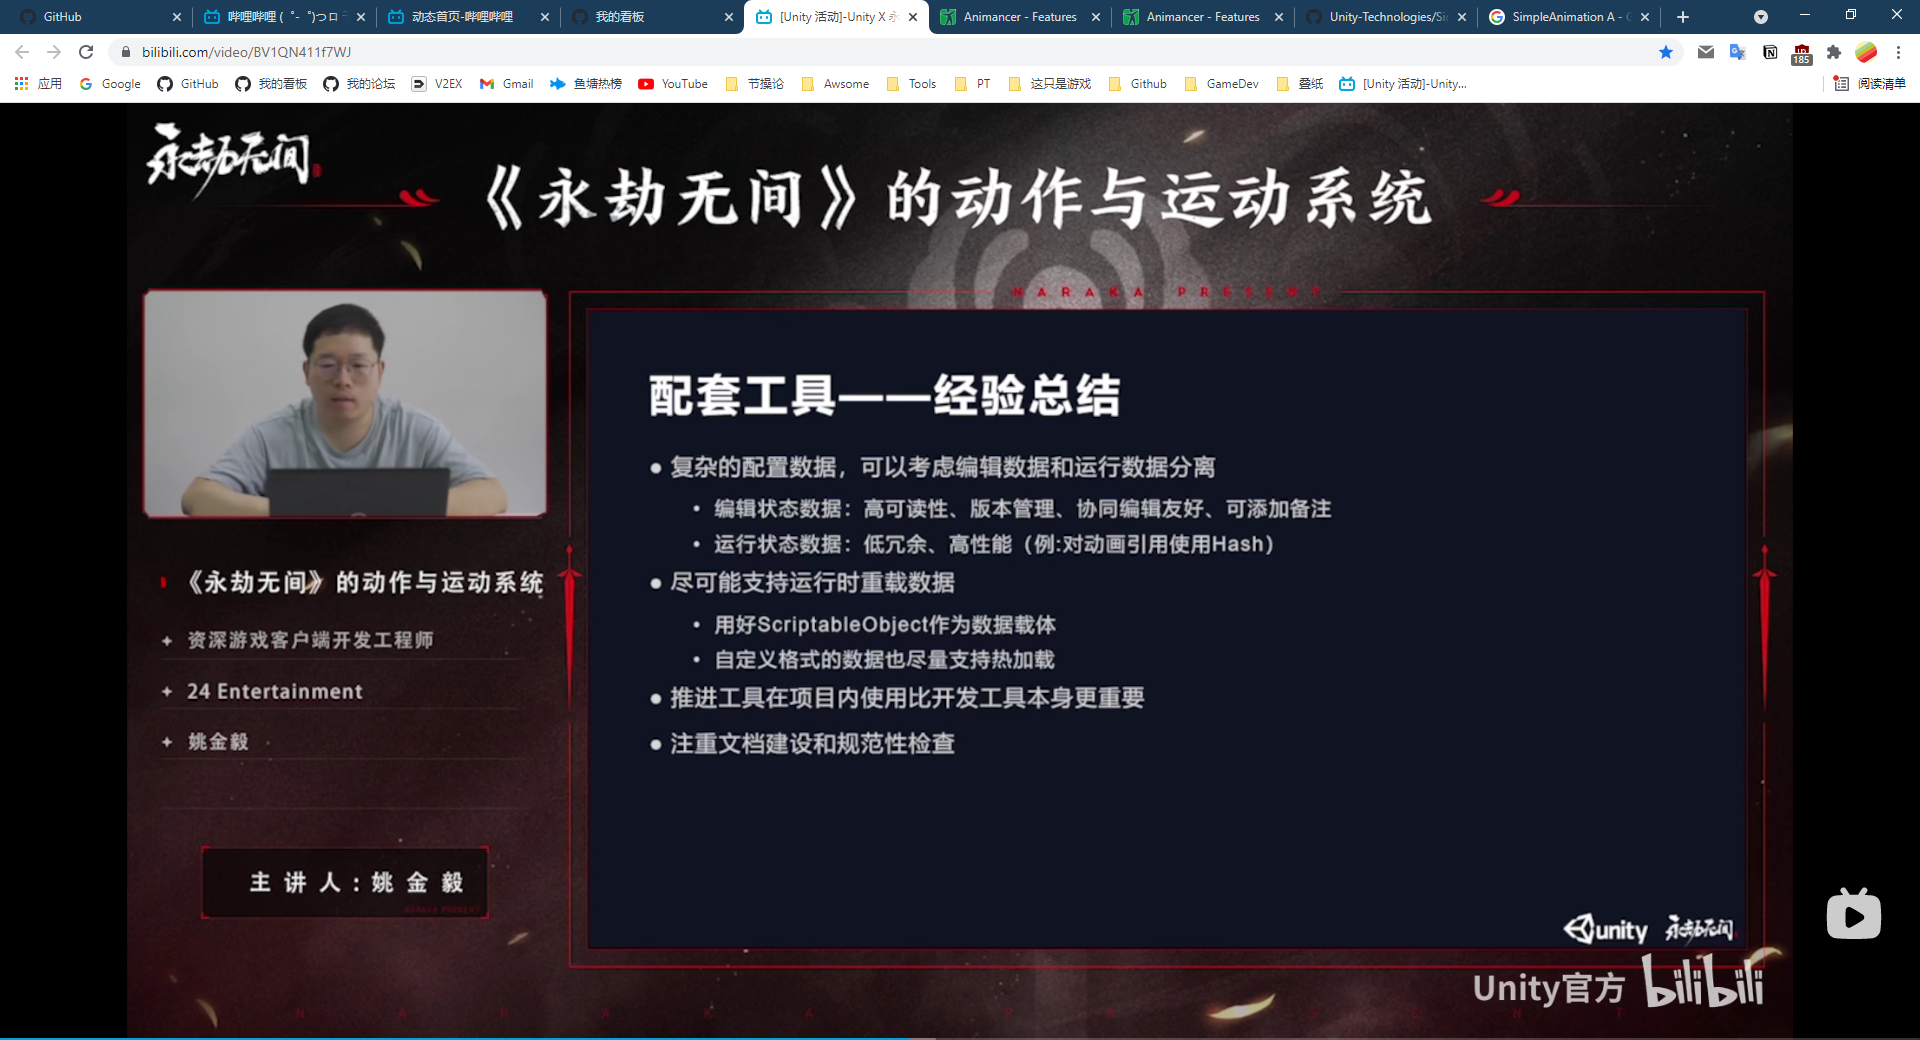 GitHub
哔哩哔哩 (゜-゜)つロ
动态首页-哔哩哔哩
我的看板
[Unity 活动]-Unity X 永
Animancer - Features
Animancer - Features
Unity-Technologies/Si
SimpleAnimation A - G
bilibili.com/video/BV1QN411f7WJ
185
应用
Google
GitHub
我的看板
我的论坛
V2EX
Gmail
鱼塘热榜
YouTube
节操论
Awsome
Tools
PT
这只是游戏
Github
GameDev
叠纸
[Unity 活动]-Unity...
阅读清单
永劫无间
《永劫无间》的动作与运动系统
NARAKA PRESENT
配套工具——经验总结
● 复杂的配置数据，可以考虑编辑数据和运行数据分离
• 编辑状态数据：高可读性、版本管理、协同编辑友好、可添加备注
• 运行状态数据：低冗余、高性能（例:对动画引用使用Hash）
● 尽可能支持运行时重载数据
• 用好ScriptableObject作为数据载体
• 自定义格式的数据也尽量支持热加载
● 推进工具在项目内使用比开发工具本身更重要
● 注重文档建设和规范性检查
《永劫无间》的动作与运动系统
资深游戏客户端开发工程师
24 Entertainment
姚金毅
主讲人:姚金毅
NARAKA PRESENT
unity 永劫无间
Unity官方 bilibili